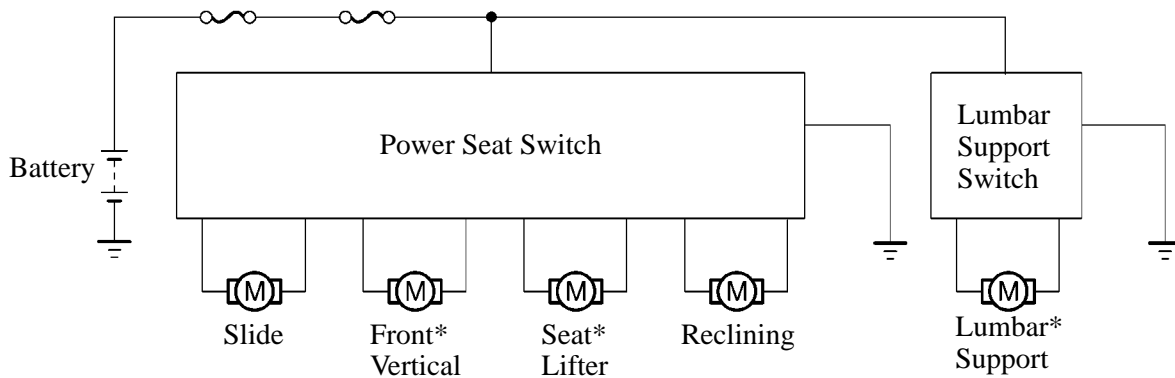 Battery
Power Seat Switch
Lumbar
Support
Switch
M
Slide
M
Front*
Vertical
M
Seat*
Lifter
M
Reclining
M
Lumbar*
Support